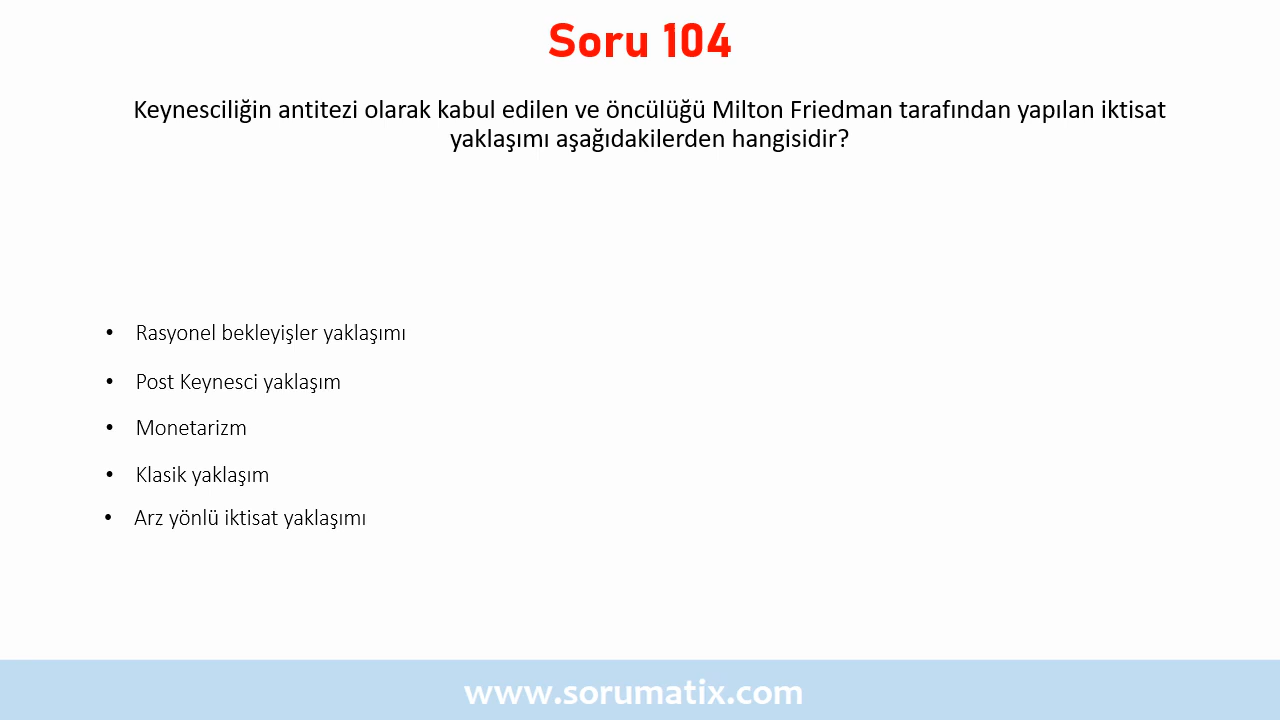 Soru 104
Keynesciliğin antitezi olarak kabul edilen ve öncülüğü Milton Friedman tarafından yapılan iktisat
yaklaşımı aşağıdakilerden hangisidir?
• Rasyonel bekleyişler yaklaşımı
• Post Keynesci yaklaşım
• Monetarizm
• Klasik yaklaşım
• Arz yönlü iktisat yaklaşımı
www.sorumatix.com